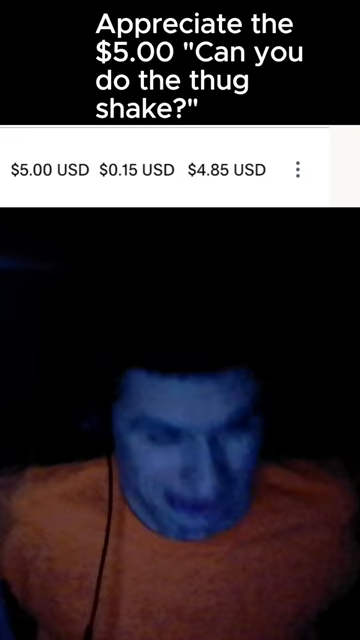 Appreciate the
$5.00 "Can you
do the thug
shake?"
$5.00 USD $0.15 USD $4.85 USD